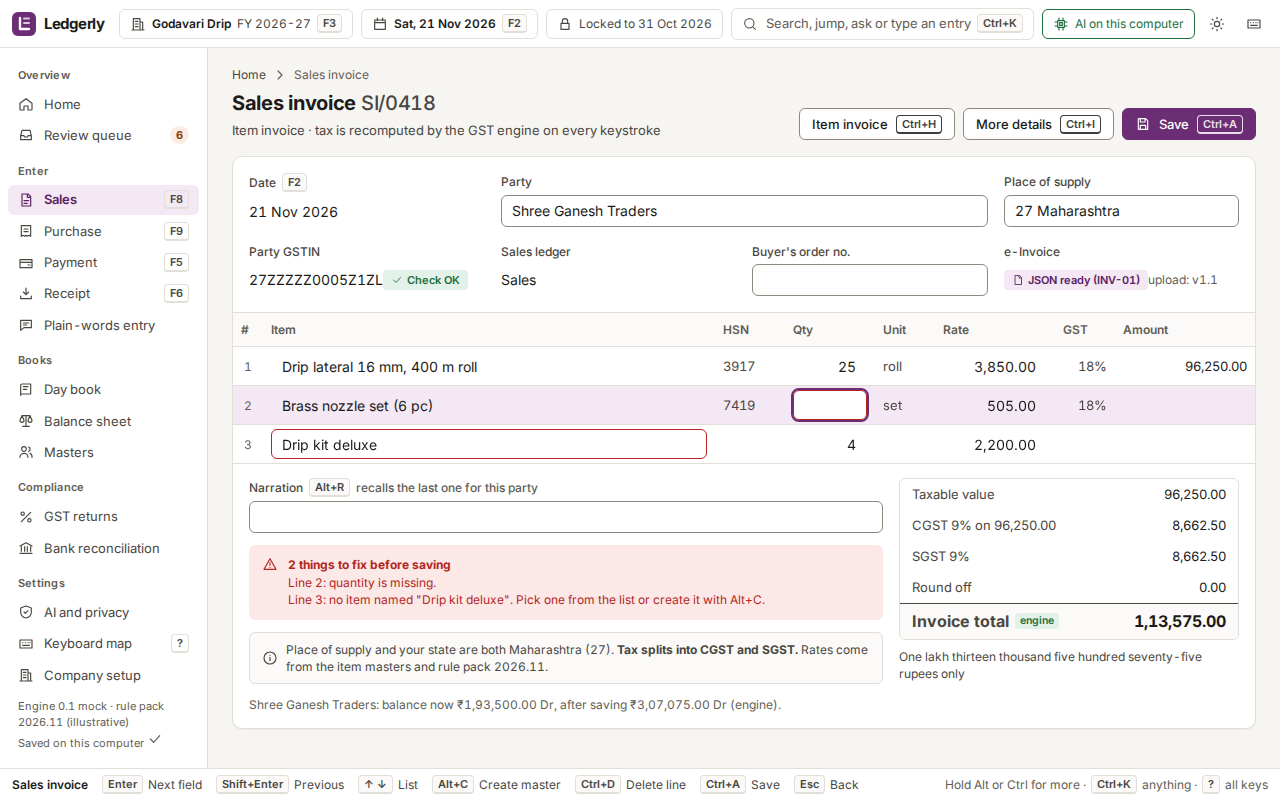 Ledgerly
Godavari Drip FY 2026-27 F3
Sat, 21 Nov 2026 F2
Locked to 31 Oct 2026
Search, jump, ask or type an entry Ctrl+K
AI on this computer
Overview
Home
Review queue 6
Enter
Sales F8
Purchase F9
Payment F5
Receipt F6
Plain-words entry
Books
Day book
Balance sheet
Masters
Compliance
GST returns
Bank reconciliation
Settings
AI and privacy
Keyboard map ?
Company setup
Engine 0.1 mock · rule pack
2026.11 (illustrative)
Saved on this computer
Home > Sales invoice
Sales invoice SI/0418
Item invoice · tax is recomputed by the GST engine on every keystroke
Item invoice Ctrl+H
More details Ctrl+I
Save Ctrl+A
Date F2
21 Nov 2026
Party
Shree Ganesh Traders
Place of supply
27 Maharashtra
Party GSTIN
27ZZZZZ0005Z1ZL Check OK
Sales ledger
Sales
Buyer's order no.
e-Invoice
JSON ready (INV-01) upload: v1.1
# Item HSN Qty Unit Rate GST Amount
1 Drip lateral 16 mm, 400 m roll 3917 25 roll 3,850.00 18% 96,250.00
2 Brass nozzle set (6 pc) 7419 set 505.00 18%
3 Drip kit deluxe 4 2,200.00
Narration Alt+R recalls the last one for this party
2 things to fix before saving
Line 2: quantity is missing.
Line 3: no item named "Drip kit deluxe". Pick one from the list or create it with Alt+C.
Place of supply and your state are both Maharashtra (27). Tax splits into CGST and SGST. Rates come
from the item masters and rule pack 2026.11.
Shree Ganesh Traders: balance now ₹1,93,500.00 Dr, after saving ₹3,07,075.00 Dr (engine).
Taxable value 96,250.00
CGST 9% on 96,250.00 8,662.50
SGST 9% 8,662.50
Round off 0.00
Invoice total engine 1,13,575.00
One lakh thirteen thousand five hundred seventy-five
rupees only
Sales invoice Enter Next field Shift+Enter Previous ↑ ↓ List Alt+C Create master Ctrl+D Delete line Ctrl+A Save Esc Back Hold Alt or Ctrl for more · Ctrl+K anything · ? all keys